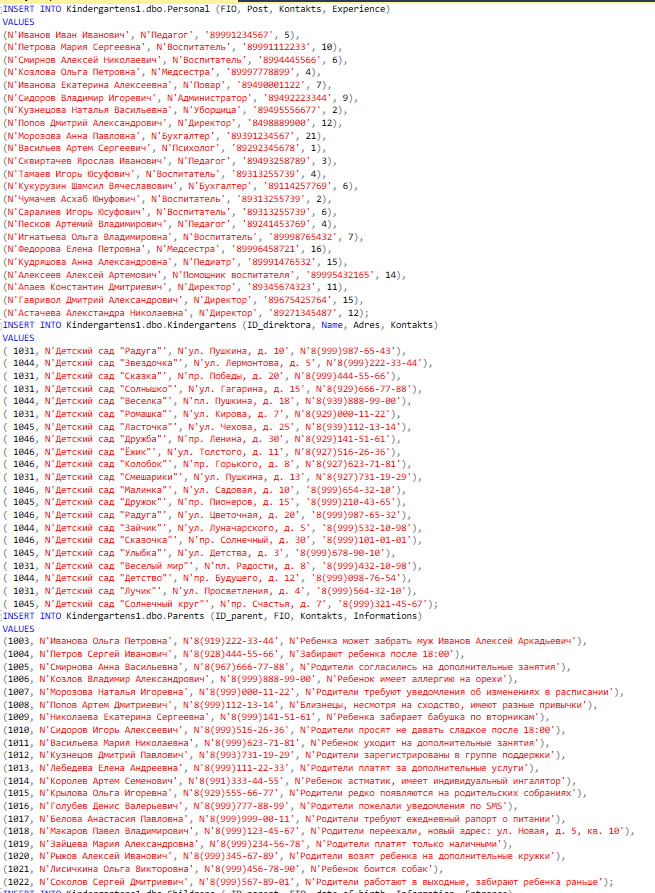 INSERT INTO Kindergartens1.dbo.Personal (FIO, Post, Kontakts, Experience)
VALUES
(N'Иванов Иван Иванович', N'Педагог', '89991234567', 5),
(N'Петрова Мария Сергеевна', N'Воспитатель', '89991112233', 10),
(N'Смирнов Алексей Николаевич', N'Воспитатель', '8994445566', 6),
(N'Козлова Ольга Петровна', N'Медсестра', '89997778899', 4),
(N'Иванова Екатерина Алексеевна', N'Повар', '89490001122', 7),
(N'Сидоров Владимир Игоревич', N'Администратор', '89492223344', 9),
(N'Кузнецова Наталья Васильевна', N'Уборщица', '89495556677', 2),
(N'Попов Дмитрий Александрович', N'Директор', '8498889900', 12),
(N'Морозова Анна Павловна', N'Бухгалтер', '89391234567', 21),
(N'Васильев Артем Сергеевич', N'Психолог', '89292345678', 1),
(N'Сквиртачев Ярослав Иванович', N'Педагог', '89493258789', 3),
(N'Тамаев Игорь Юсуфович', N'Воспитатель', '89313255739', 4),
(N'Кукурузин Шамсил Вячеславович', N'Бухгалтер', '89114257769', 6),
(N'Чумачев Асхаб Юнуфович', N'Воспитатель', '89313255739', 2),
(N'Саралиев Игорь Юсуфович', N'Воспитатель', '89313255739', 6),
(N'Песков Артемий Владимирович', N'Педагог', '89241453769', 4),
(N'Игнатьева Ольга Владимировна', N'Воспитатель', '89998765432', 7),
(N'Федорова Елена Петровна', N'Медсестра', '89996458721', 16),
(N'Кудряшова Анна Александровна', N'Педиатр', '89991476532', 15),
(N'Алексеев Алексей Артемович', N'Помощник воспитателя', '89995432165', 14),
(N'Апаев Константин Дмитриевич', N'Директор', '89345674323', 11),
(N'Гавривол Дмитрий Александрович', N'Директор', '89675425764', 15),
(N'Астачева Алекстандра Николаевна', N'Директор', '89271345487', 12);
INSERT INTO Kindergartens1.dbo.Kindergartens (ID_direktora, Name, Adres, Kontakts)
VALUES
( 1031, N'Детский сад "Радуга"', N'ул. Пушкина, д. 10', N'8(999)987-65-43'),
( 1044, N'Детский сад "Звездочка"', N'ул. Лермонтова, д. 5', N'8(999)222-33-44'),
( 1031, N'Детский сад "Сказка"', N'пр. Победы, д. 20', N'8(999)444-55-66'),
( 1031, N'Детский сад "Солнышко"', N'ул. Гагарина, д. 15', N'8(929)666-77-88'),
( 1044, N'Детский сад "Веселка"', N'пл. Пушкина, д. 18', N'8(939)888-99-00'),
( 1031, N'Детский сад "Ромашка"', N'ул. Кирова, д. 7', N'8(929)000-11-22'),
( 1045, N'Детский сад "Ласточка"', N'ул. Чехова, д. 25', N'8(939)112-13-14'),
( 1046, N'Детский сад "Дружба"', N'пр. Ленина, д. 30', N'8(929)141-51-61'),
( 1046, N'Детский сад "Ёжик"', N'ул. Толстого, д. 11', N'8(927)516-26-36'),
( 1046, N'Детский сад "Колобок"', N'пр. Горького, д. 8', N'8(927)623-71-81'),
( 1031, N'Детский сад "Смешарики"', N'ул. Пушкина, д. 13', N'8(927)731-19-29'),
( 1046, N'Детский сад "Малинка"', N'ул. Садовая, д. 10', '8(999)654-32-10'),
( 1045, N'Детский сад "Дружок"', N'пр. Пионеров, д. 15', '8(999)210-43-65'),
( 1046, N'Детский сад "Радуга"', N'ул. Цветочная, д. 20', '8(999)987-65-32'),
( 1044, N'Детский сад "Зайчик"', N'ул. Луначарского, д. 5', '8(999)532-10-98'),
( 1046, N'Детский сад "Сказочка"', N'пр. Солнечный, д. 30', '8(999)101-01-01'),
( 1045, N'Детский сад "Улыбка"', N'ул. Детства, д. 3', '8(999)678-90-10'),
( 1031, N'Детский сад "Веселый мир"', N'пл. Радости, д. 8', '8(999)432-10-98'),
( 1044, N'Детский сад "Детство"', N'пр. Будущего, д. 12', '8(999)098-76-54'),
( 1031, N'Детский сад "Лучик"', N'ул. Просветления, д. 4', '8(999)564-32-10'),
( 1045, N'Детский сад "Солнечный круг"', N'пр. Счастья, д. 7', '8(999)321-45-67');
INSERT INTO Kindergartens1.dbo.Parents (ID_parent, FIO, Kontakts, Informations)
VALUES
(1003, N'Иванова Ольга Петровна', N'8(919)222-33-44', N'Ребенка может забрать муж Иванов Алексей Аркадьевич'),
(1004, N'Петров Сергей Иванович', N'8(928)444-55-66', N'Забирают ребенка после 18:00'),
(1005, N'Смирнова Анна Васильевна', N'8(967)666-77-88', N'Родители согласились на дополнительные занятия'),
(1006, N'Козлов Владимир Александрович', N'8(999)888-99-00', N'Ребенок имеет аллергию на орехи'),
(1007, N'Морозова Наталья Игоревна', N'8(999)000-11-22', N'Родители требуют уведомления об изменениях в расписании'),
(1008, N'Попов Артем Дмитриевич', N'8(999)112-13-14', N'Близнецы, несмотря на сходство, имеют разные привычки'),
(1009, N'Николаева Екатерина Сергеевна', N'8(999)141-51-61', N'Ребенка забирает бабушка по вторникам'),
(1010, N'Сидоров Игорь Алексеевич', N'8(999)516-26-36', N'Родители просят не давать сладкое после 18:00'),
(1011, N'Васильева Мария Николаевна', N'8(999)623-71-81', N'Ребенок уходит на дополнительные занятия'),
(1012, N'Кузнецов Дмитрий Павлович', N'8(993)731-19-29', N'Родители зарегистрированы в группе поддержки'),
(1013, N'Лебедева Елена Андреевна', N'8(999)111-22-33', N'Родители платят за дополнительные услуги'),
(1014, N'Королев Артем Семенович', N'8(991)333-44-55', N'Ребенок астматик, имеет индивидуальный ингалятор'),
(1015, N'Крылова Ольга Игоревна', N'8(929)555-66-77', N'Родители редко появляются на родительских собраниях'),
(1016, N'Голубев Денис Валерьевич', N'8(999)777-88-99', N'Родители пожелали уведомления по SMS'),
(1017, N'Белова Анастасия Павловна', N'8(999)999-00-11', N'Родители требуют ежедневный рапорт о питании'),
(1018, N'Макаров Павел Владимирович', N'8(999)123-45-67', N'Родители переехали, новый адрес: ул. Новая, д. 5, кв. 10'),
(1019, N'Зайцева Мария Александровна', N'8(999)234-56-78', N'Родители платят только наличными'),
(1020, N'Рыков Алексей Иванович', N'8(999)345-67-89', N'Родители возят ребенка на дополнительные кружки'),
(1021, N'Лисичкина Ольга Викторовна', N'8(999)456-78-90', N'Ребенок боится собак'),
(1022, N'Соколов Сергей Дмитриевич', N'8(999)567-89-01', N'Родители работают в выходные, забирают ребенка раньше');